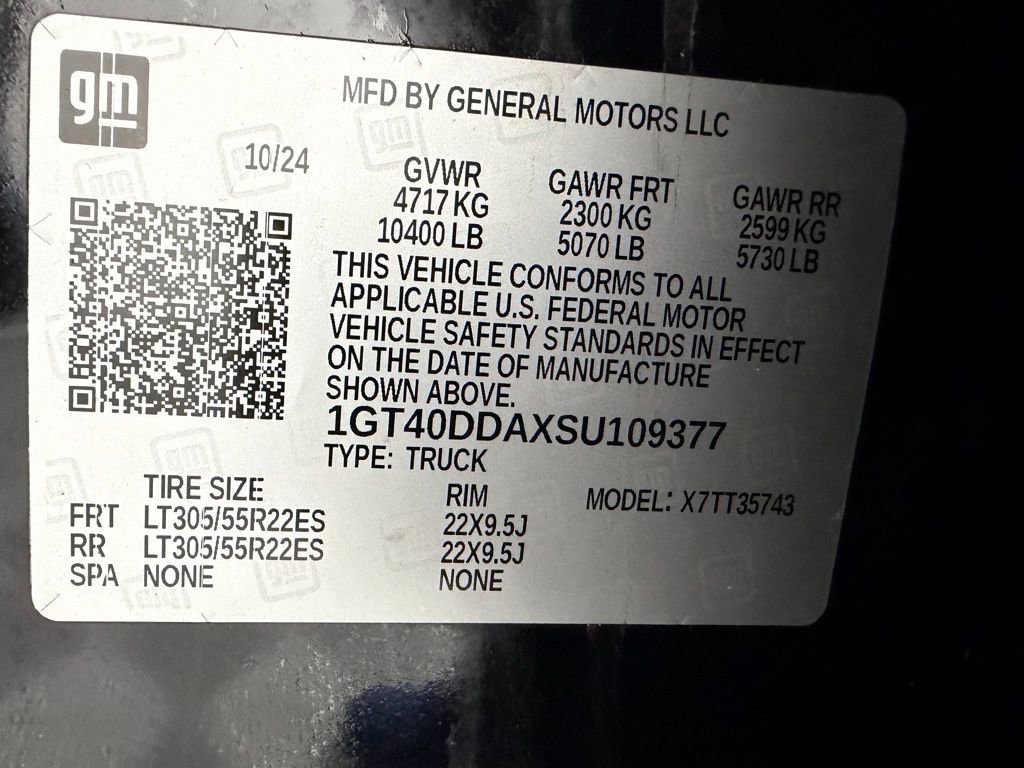 gm
MFD BY GENERAL MOTORS LLC
10/24
GVWR GAWR FRT GAWR RR
4717 KG 2300 KG 2599 KG
10400 LB 5070 LB 5730 LB
THIS VEHICLE CONFORMS TO ALL
APPLICABLE U.S. FEDERAL MOTOR
VEHICLE SAFETY STANDARDS IN EFFECT
ON THE DATE OF MANUFACTURE
SHOWN ABOVE.
1GT40DDAXSU109377
TYPE: TRUCK
TIRE SIZE RIM MODEL: X7TT35743
FRT LT305/55R22ES 22X9.5J
RR LT305/55R22ES 22X9.5J
SPA NONE NONE